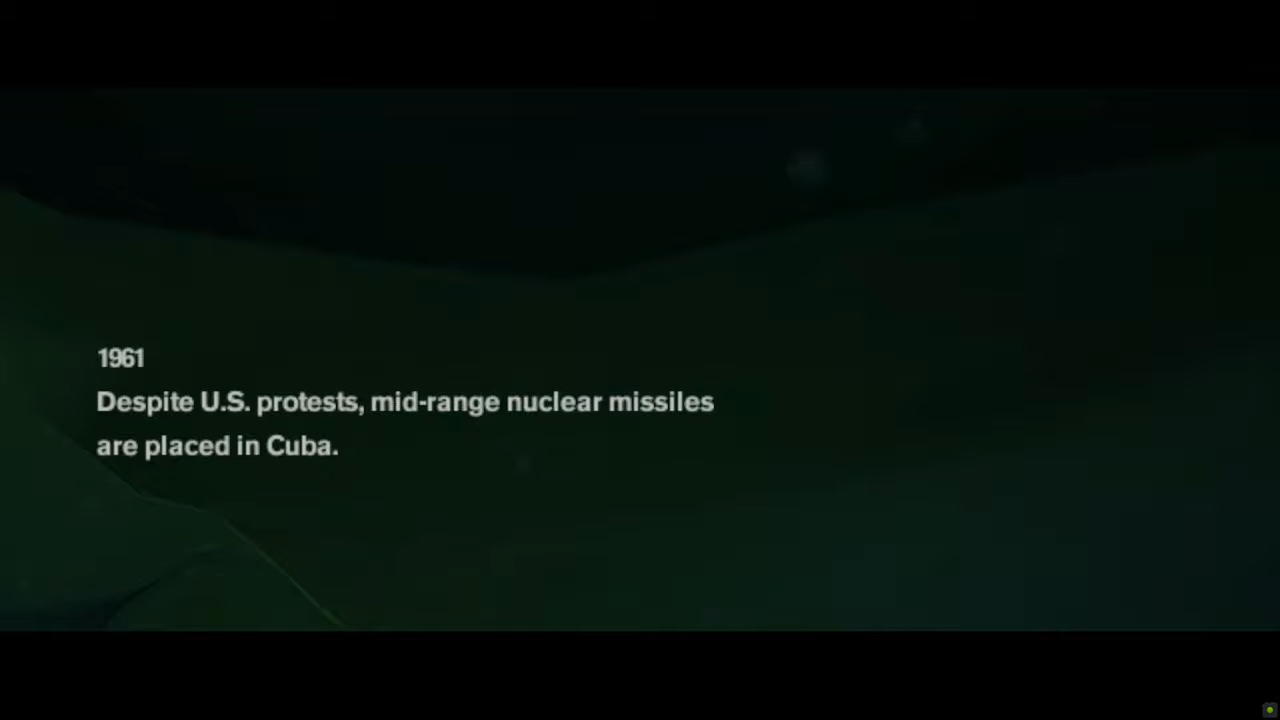 1961
Despite U.S. protests, mid-range nuclear missiles
are placed in Cuba.